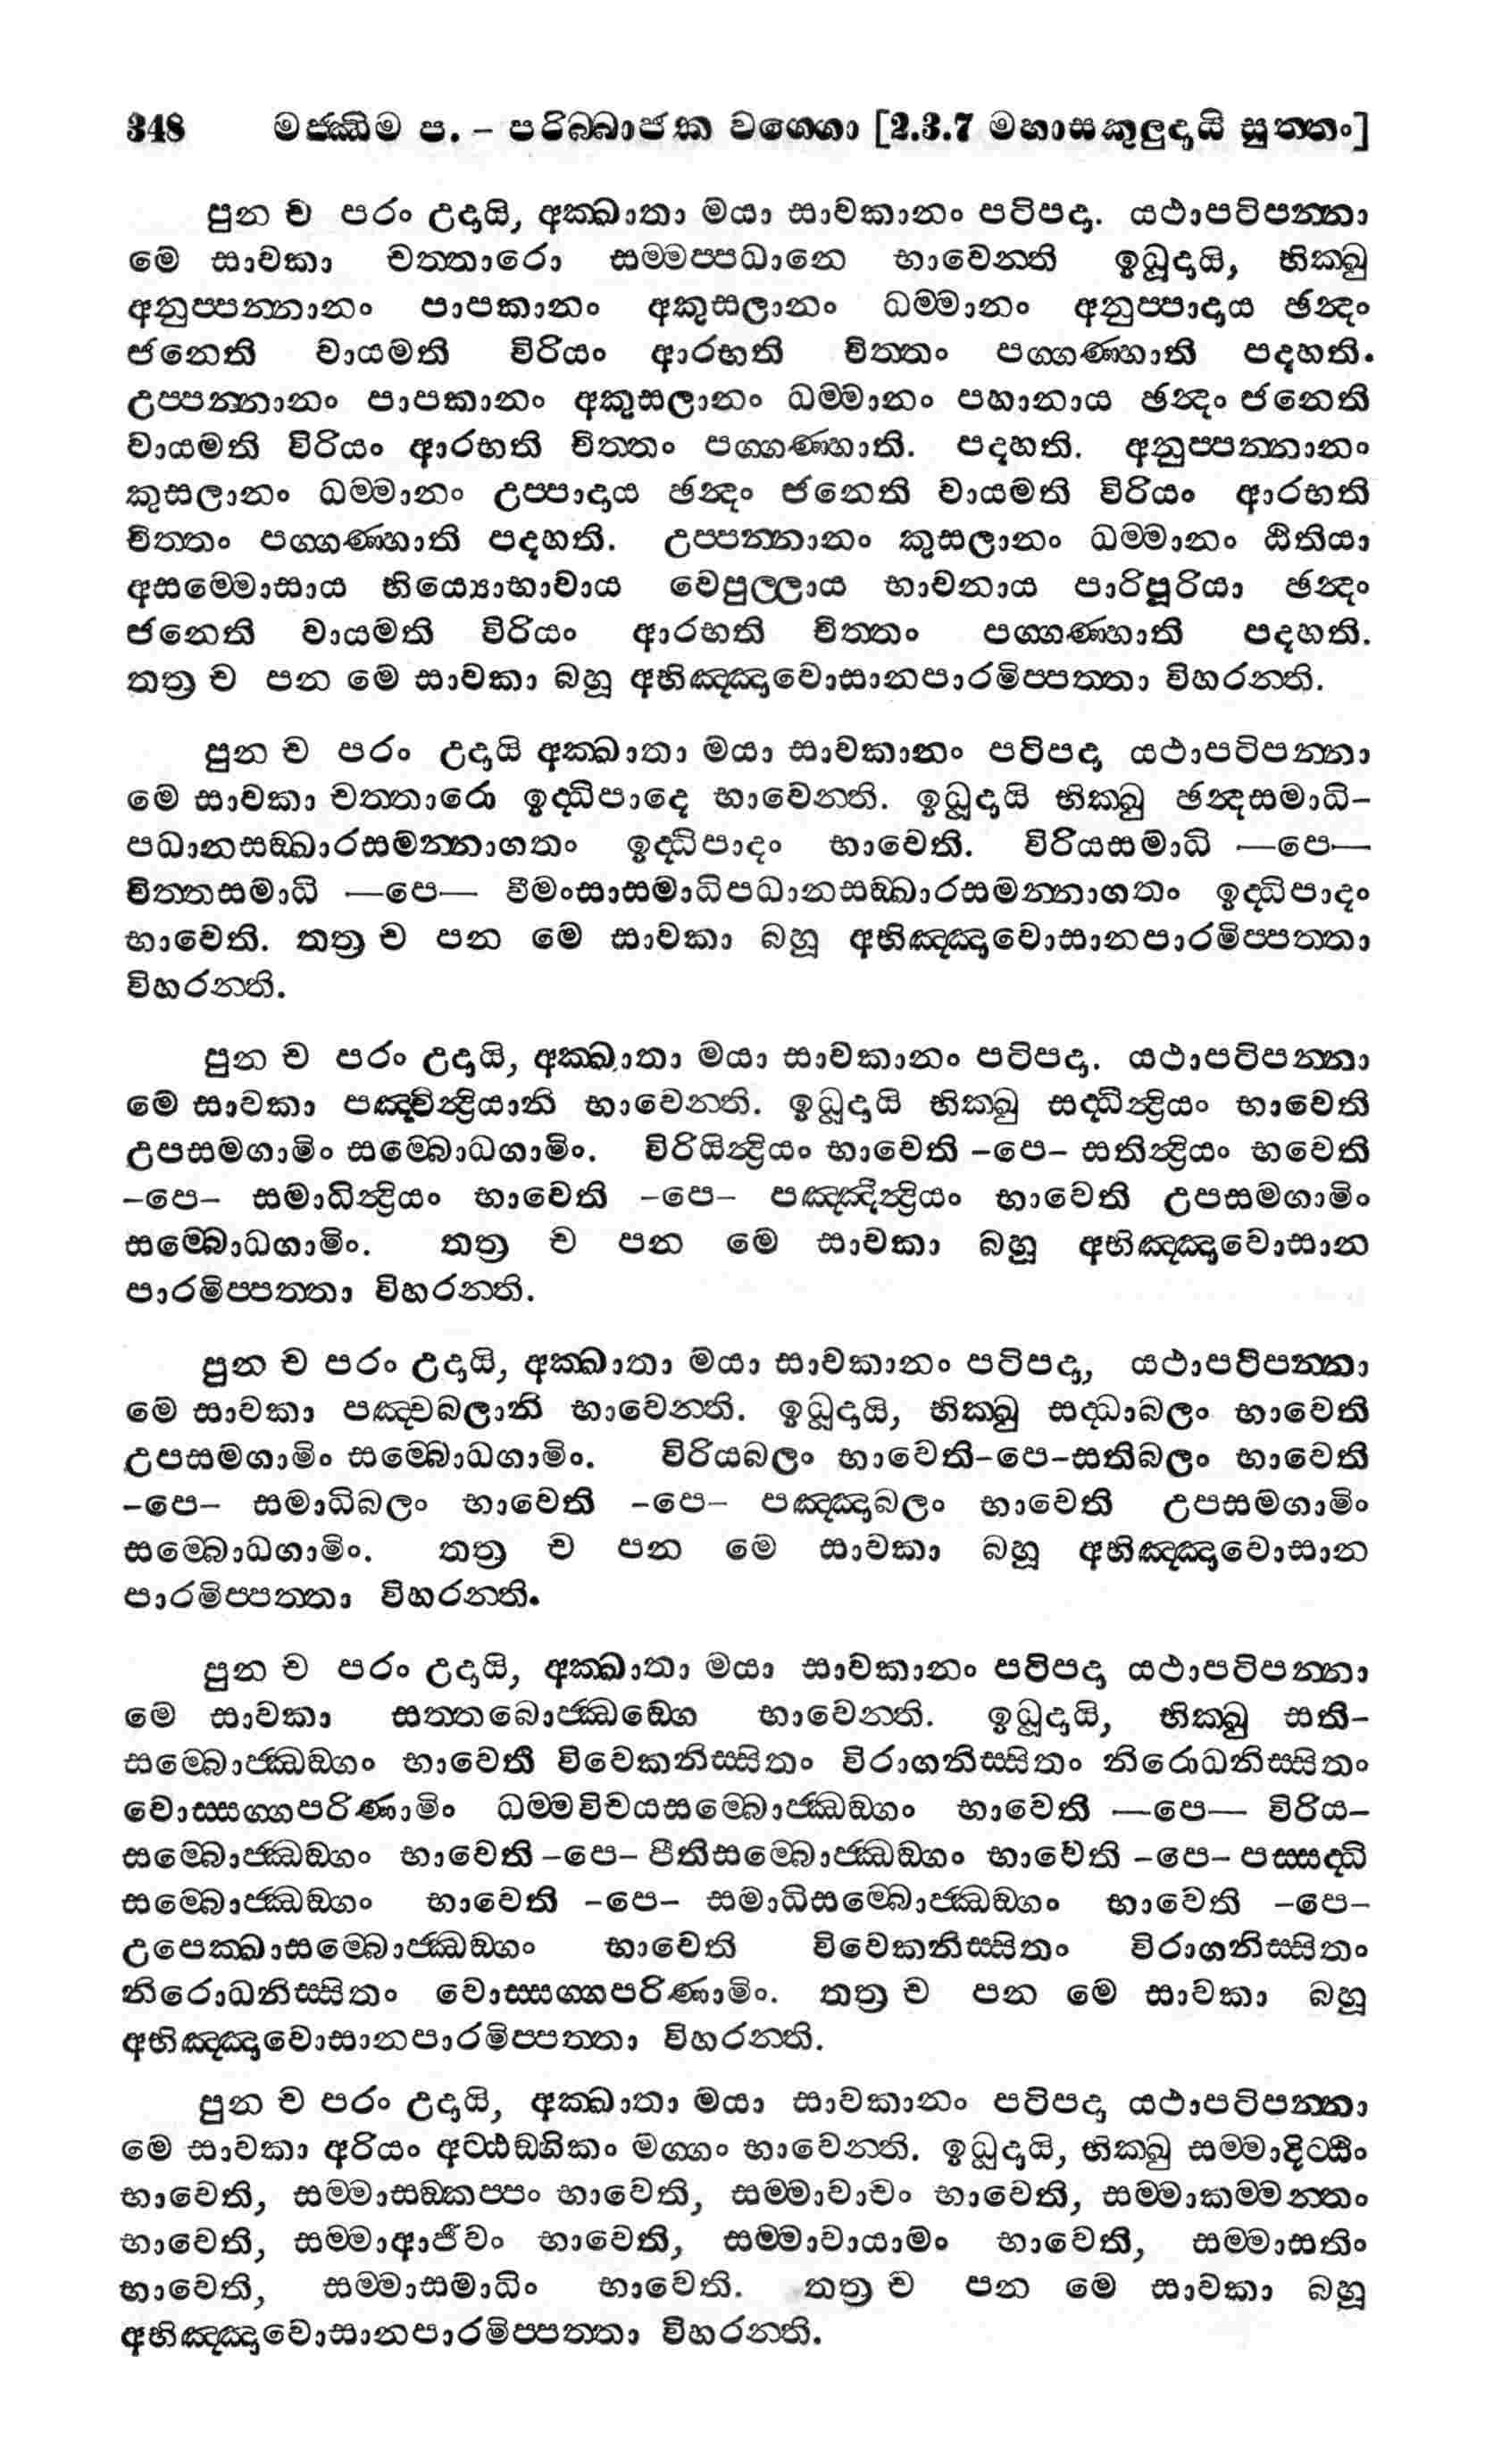 348 මජ්ඣිම ප. - පරිබ්බාජක වග්ගො [2.3.7 මහාසකුලුදායි සුත්තං]
පුන ච පරං උදායි, අක්ඛාතා මයා සාවකානං පටිපදා. යථාපටිපන්නා
මෙ සාවකා චත්තාරො සම්මප්පධානෙ භාවෙන්ති ඉධූදායි, භික්ඛු
අනුප්පන්නානං පාපකානං අකුසලානං ධම්මානං අනුප්පාදාය ඡන්දං
ජනෙති වායමති විරියං ආරභති චිත්තං පග්ගණ්හාති පදහති.
උප්පන්නානං පාපකානං අකුසලානං ධම්මානං පහානාය ඡන්දං ජනෙති
වායමති විරියං ආරභති චිත්තං පග්ගණ්හාති. පදහති. අනුප්පන්නානං
කුසලානං ධම්මානං උප්පාදාය ඡන්දං ජනෙති වායමති විරියං ආරභති
චිත්තං පග්ගණ්හාති පදහති. උප්පන්නානං කුසලානං ධම්මානං ඨිතියා
අසම්මොසාය භිය්‍යොභාවාය වෙපුල්ලාය භාවනාය පාරිපූරියා ඡන්දං
ජනෙති වායමති විරියං ආරභති චිත්තං පග්ගණ්හාති පදහති.
තත්‍ර ච පන මෙ සාවකා බහූ අභිඤ්ඤාවොසානපාරමිප්පත්තා විහරන්ති.
පුන ච පරං උදායි අක්ඛාතා මයා සාවකානං පටිපදා යථාපටිපන්නා
මෙ සාවකා චත්තාරො ඉද්ධිපාදෙ භාවෙන්ති. ඉධූදායි භික්ඛු ඡන්දසමාධි-
පධානසඞ්ඛාරසමන්නාගතං ඉද්ධිපාදං භාවෙති. විරියසමාධි —පෙ—
චිත්තසමාධි —පෙ— වීමංසාසමාධිපධානසඞ්ඛාරසමන්නාගතං ඉද්ධිපාදං
භාවෙති. තත්‍ර ච පන මෙ සාවකා බහූ අභිඤ්ඤාවොසානපාරමිප්පත්තා
විහරන්ති.
පුන ච පරං උදායි, අක්ඛාතා මයා සාවකානං පටිපදා. යථාපටිපන්නා
මෙ සාවකා පඤ්චින්ද්‍රියානි භාවෙන්ති. ඉධුදායි භික්ඛු සද්ධින්ද්‍රියං භාවෙති
උපසමගාමිං සම්බොධගාමිං. විරියින්ද්‍රියං භාවෙති -පෙ- සතින්ද්‍රියං භවෙති
-පෙ- සමාධින්ද්‍රියං භාවෙති -පෙ- පඤ්ඤින්ද්‍රියං භාවෙති උපසමගාමිං
සම්බොධගාමිං. තත්‍ර ච පන මෙ සාවකා බහූ අභිඤ්ඤාවොසාන
පාරමිප්පත්තා විහරන්ති.
පුන ච පරං උදායි, අක්ඛාතා මයා සාවකානං පටිපදා, යථාපටිපන්නා
මෙ සාවකා පඤ්චබලානි භාවෙන්ති. ඉධුදායි, භික්ඛු සද්ධාබලං භාවෙති
උපසමගාමිං සම්බොධගාමිං. විරියබලං භාවෙති-පෙ-සතිබලං භාවෙති
-පෙ- සමාධිබලං භාවෙති -පෙ- පඤ්ඤාබලං භාවෙති උපසමගාමිං
සම්බොධගාමිං. තත්‍ර ච පන මෙ සාවකා බහූ අභිඤ්ඤාවොසාන
පාරමිප්පත්තා විහරන්ති.
පුන ච පරං උදායි, අක්ඛාතා මයා සාවකානං පටිපදා යථාපටිපන්නා
මෙ සාවකා සත්තබොජ්ඣඞ්ගෙ භාවෙන්ති. ඉධූදායි, භික්ඛු සති-
සම්බොජ්ඣඞ්ගං භාවෙති විවෙකනිස්සිතං විරාගනිස්සිතං නිරොධනිස්සිතං
වොස්සග්ගපරිණාමිං ධම්මවිචයසම්බොජ්ඣඞ්ගං භාවෙති —පෙ— විරිය-
සම්බොජ්ඣඞ්ගං භාවෙති -පෙ- පීතිසම්බොජ්ඣඞ්ගං භාවෙති -පෙ- පස්සද්ධි
සම්බොජ්ඣඞ්ගං භාවෙති -පෙ- සමාධිසම්බොජ්ඣඞ්ගං භාවෙති -පෙ-
උපෙක්ඛාසම්බොජ්ඣඞ්ගං භාවෙති විවෙකනිස්සිතං විරාගනිස්සිතං
නිරොධනිස්සිතං වොස්සග්ගපරිණාමිං. තත්‍ර ච පන මෙ සාවකා බහූ
අභිඤ්ඤාවොසානපාරමිප්පත්තා විහරන්ති.
පුන ච පරං උදායි, අක්ඛාතා මයා සාවකානං පටිපදා යථාපටිපන්නා
මෙ සාවකා අරියං අට්ඨඞ්ගිකං මග්ගං භාවෙන්ති. ඉධුදායි, භික්ඛු සම්මාදිට්ඨිං
භාවෙති, සම්මාසඞ්කප්පං භාවෙති, සම්මාවාචං භාවෙති, සම්මාකම්මන්තං
භාවෙති, සම්මාආජීවං භාවෙති, සම්මාවායාමං භාවෙති, සම්මාසතිං
භාවෙති, සම්මාසමාධිං භාවෙති. තත්‍ර ච පන මෙ සාවකා බහූ
අභිඤ්ඤාවොසානපාරමිප්පත්තා විහරන්ති.